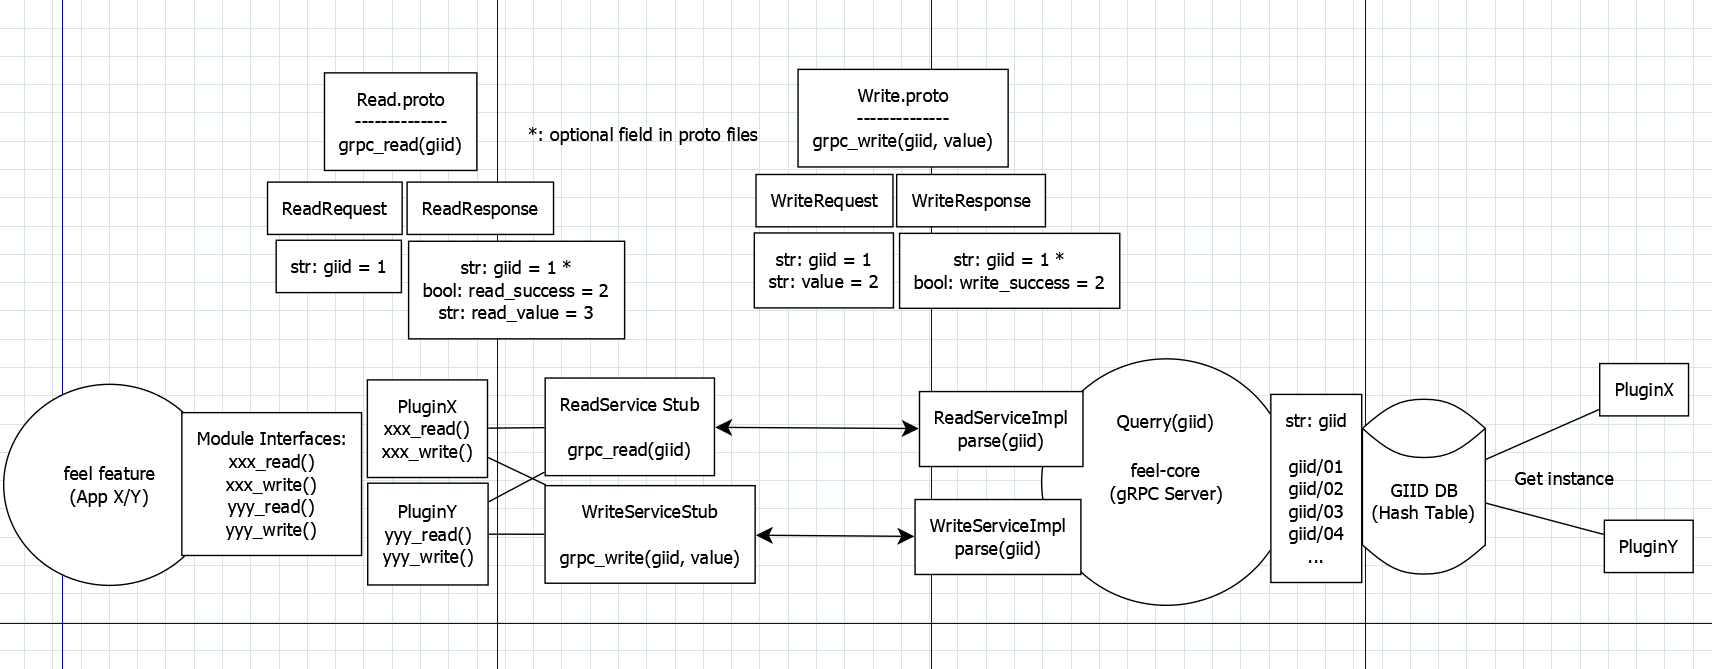 Read.proto
--------------
grpc_read(giid)
*: optional field in proto files
Write.proto
--------------
grpc_write(giid, value)
ReadRequest
ReadResponse
WriteRequest
WriteResponse
str: giid = 1
str: giid = 1 *
bool: read_success = 2
str: read_value = 3
str: giid = 1
str: value = 2
str: giid = 1 *
bool: write_success = 2
feel feature
(App X/Y)
Module Interfaces:
xxx_read()
xxx_write()
yyy_read()
yyy_write()
PluginX
xxx_read()
xxx_write()
PluginY
yyy_read()
yyy_write()
ReadService Stub
grpc_read(giid)
WriteServiceStub
grpc_write(giid, value)
ReadServiceImpl
parse(giid)
WriteServiceImpl
parse(giid)
Querry(giid)
feel-core
(gRPC Server)
str: giid
giid/01
giid/02
giid/03
giid/04
...
GIID DB
(Hash Table)
Get instance
PluginX
PluginY